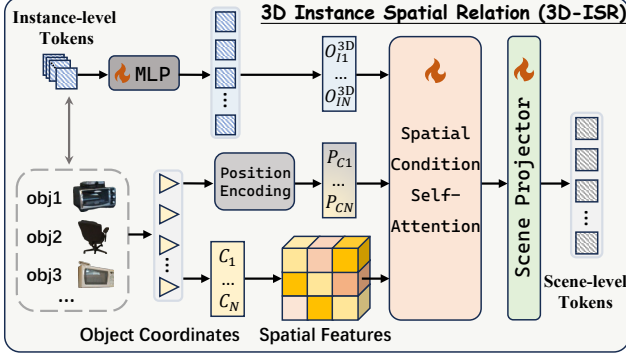 3D Instance Spatial Relation (3D-ISR)
Instance-level
Tokens
MLP
O_{I1}^{3D}
...
O_{IN}^{3D}
obj1
obj2
obj3
...
Position
Encoding
P_{C1}
...
P_{CN}
C_1
...
C_N
Object Coordinates
Spatial Features
Spatial
Condition
Self-
Attention
Scene Projector
Scene-level
Tokens